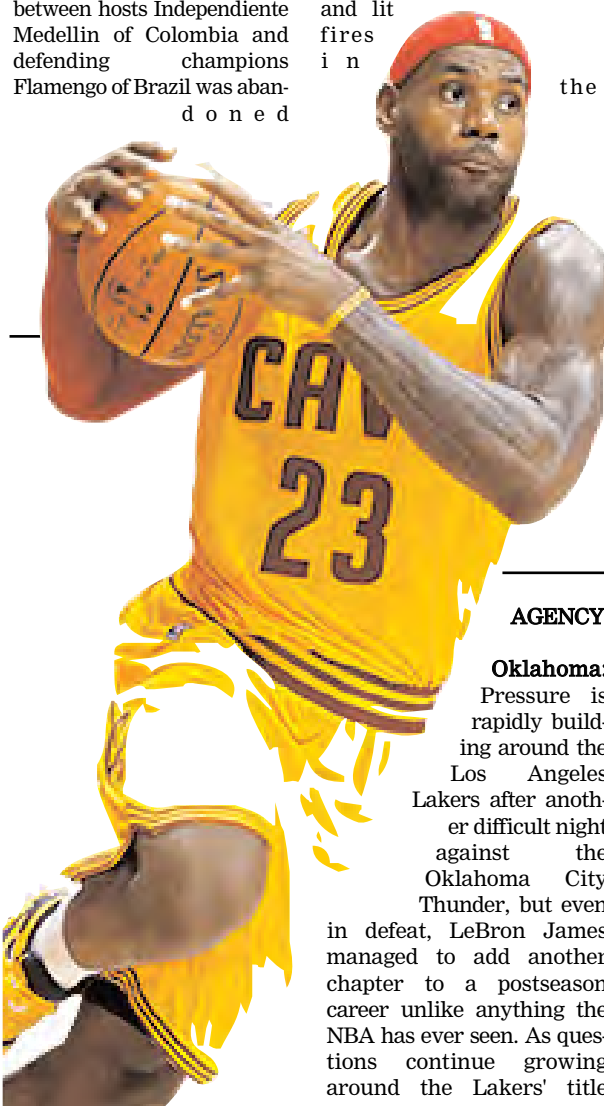 between hosts Independiente
Medellin of Colombia and
defending champions
Flamengo of Brazil was aban-
doned
and lit
fires
in
the
CAV
23
AGENCY
Oklahoma:
Pressure is
rapidly build-
ing around the
Los Angeles
Lakers after anoth-
er difficult night
against the
Oklahoma City
Thunder, but even
in defeat, LeBron James
managed to add another
chapter to a postseason
career unlike anything the
NBA has ever seen. As ques-
tions continue growing
around the Lakers' title